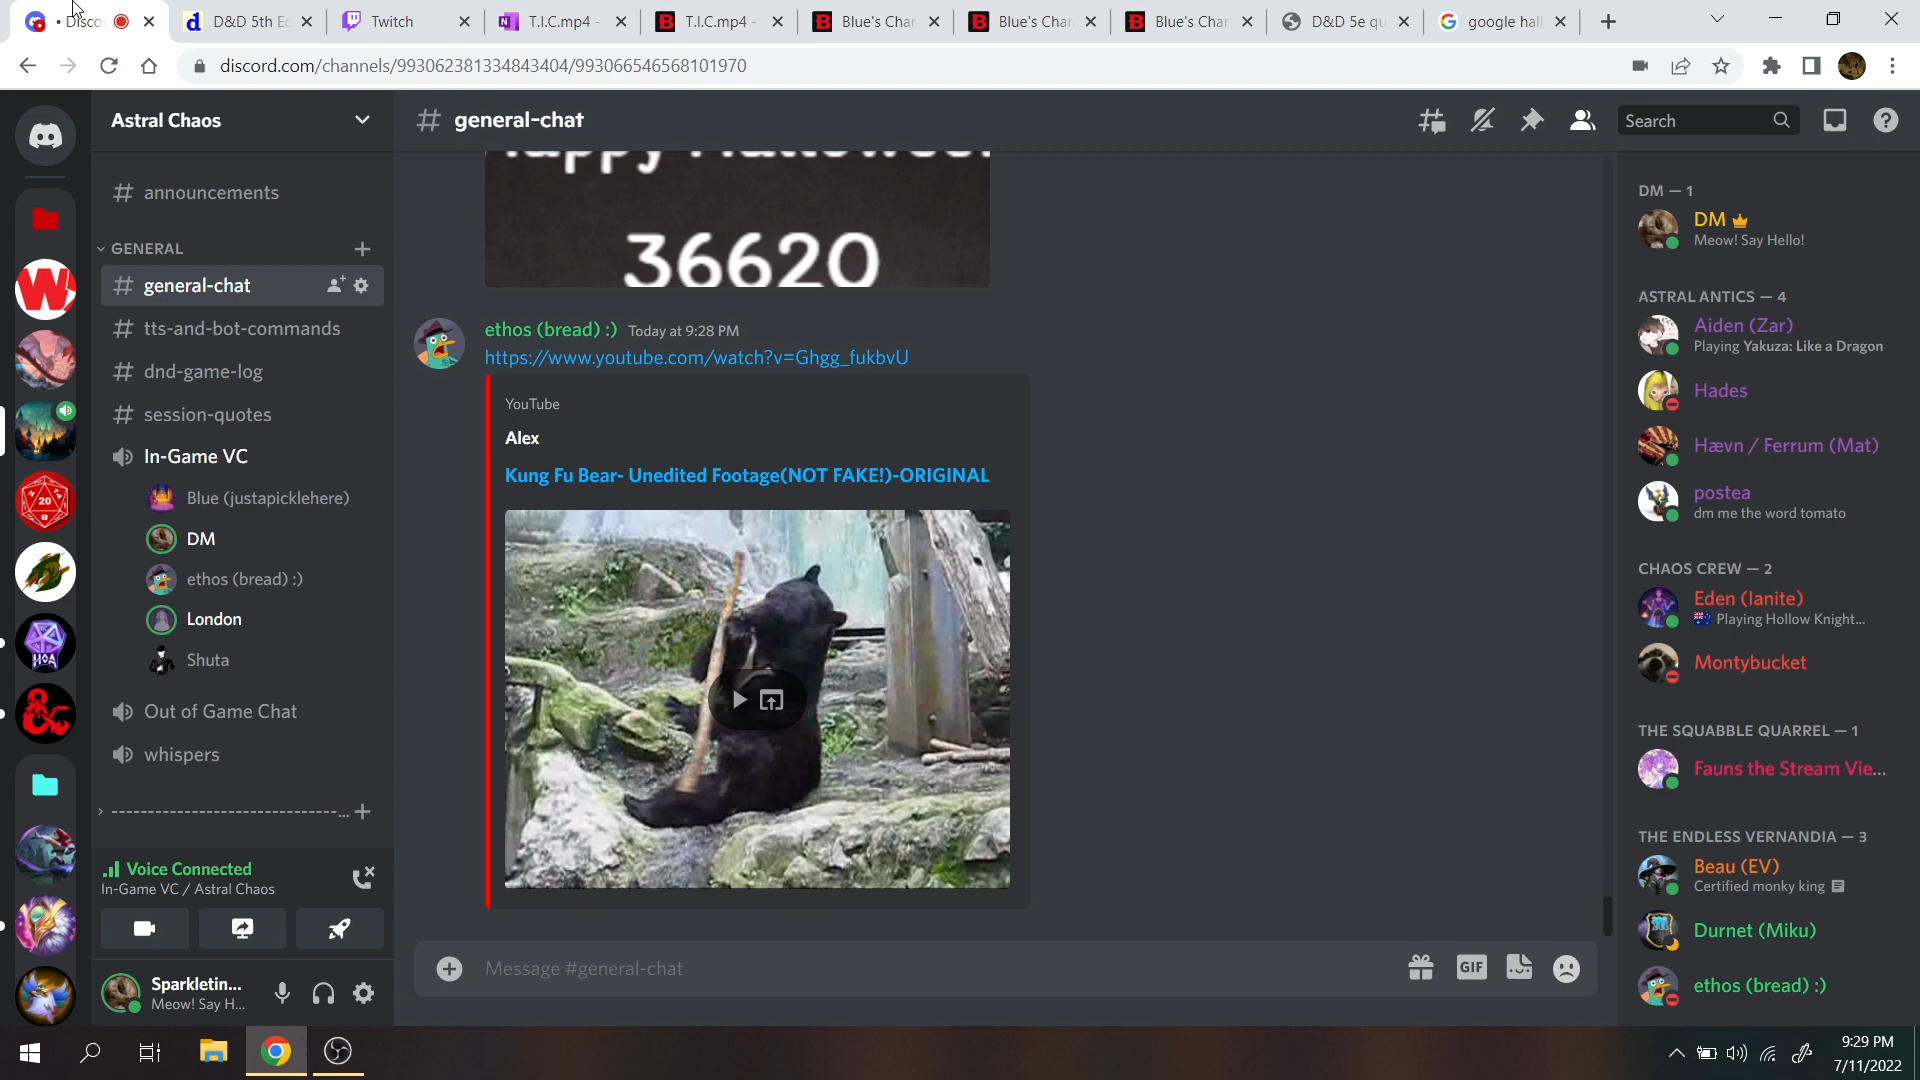 Disco
D&D 5th Ed
Twitch
T.I.C.mp4 -
T.I.C.mp4 -
Blue's Char
Blue's Char
Blue's Char
D&D 5e qu
google hall
discord.com/channels/993062381334843404/993066546568101970
Astral Chaos
# general-chat
Search
# announcements
GENERAL
# general-chat
# tts-and-bot-commands
# dnd-game-log
# session-quotes
In-Game VC
Blue (justapicklehere)
DM
ethos (bread) :)
London
Shuta
Out of Game Chat
whispers
Voice Connected
In-Game VC / Astral Chaos
Sparkletin...
Meow! Say H...
Happy Halloween!
36620
ethos (bread) :) Today at 9:28 PM
https://www.youtube.com/watch?v=Ghgg_fukbvU
YouTube
Alex
Kung Fu Bear- Unedited Footage(NOT FAKE!)-ORIGINAL
Message #general-chat
GIF
DM — 1
DM
Meow! Say Hello!
ASTRAL ANTICS — 4
Aiden (Zar)
Playing Yakuza: Like a Dragon
Hades
Hævn / Ferrum (Mat)
postea
dm me the word tomato
CHAOS CREW — 2
Eden (Ianite)
Playing Hollow Knight...
Montybucket
THE SQUABBLE QUARREL — 1
Fauns the Stream Vie...
THE ENDLESS VERNANDIA — 3
Beau (EV)
Certified monky king
Durnet (Miku)
ethos (bread) :)
9:29 PM
7/11/2022